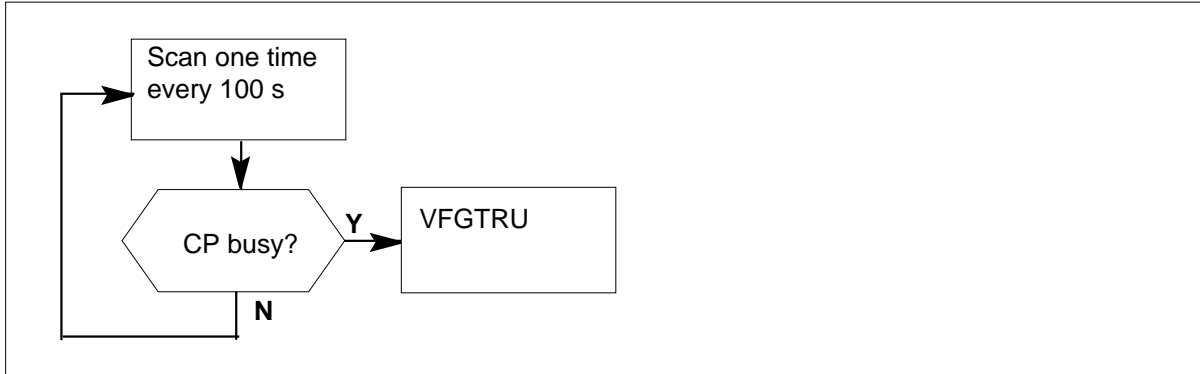 Scan one time
every 100 s
CP busy?
Y
VFGTRU
N